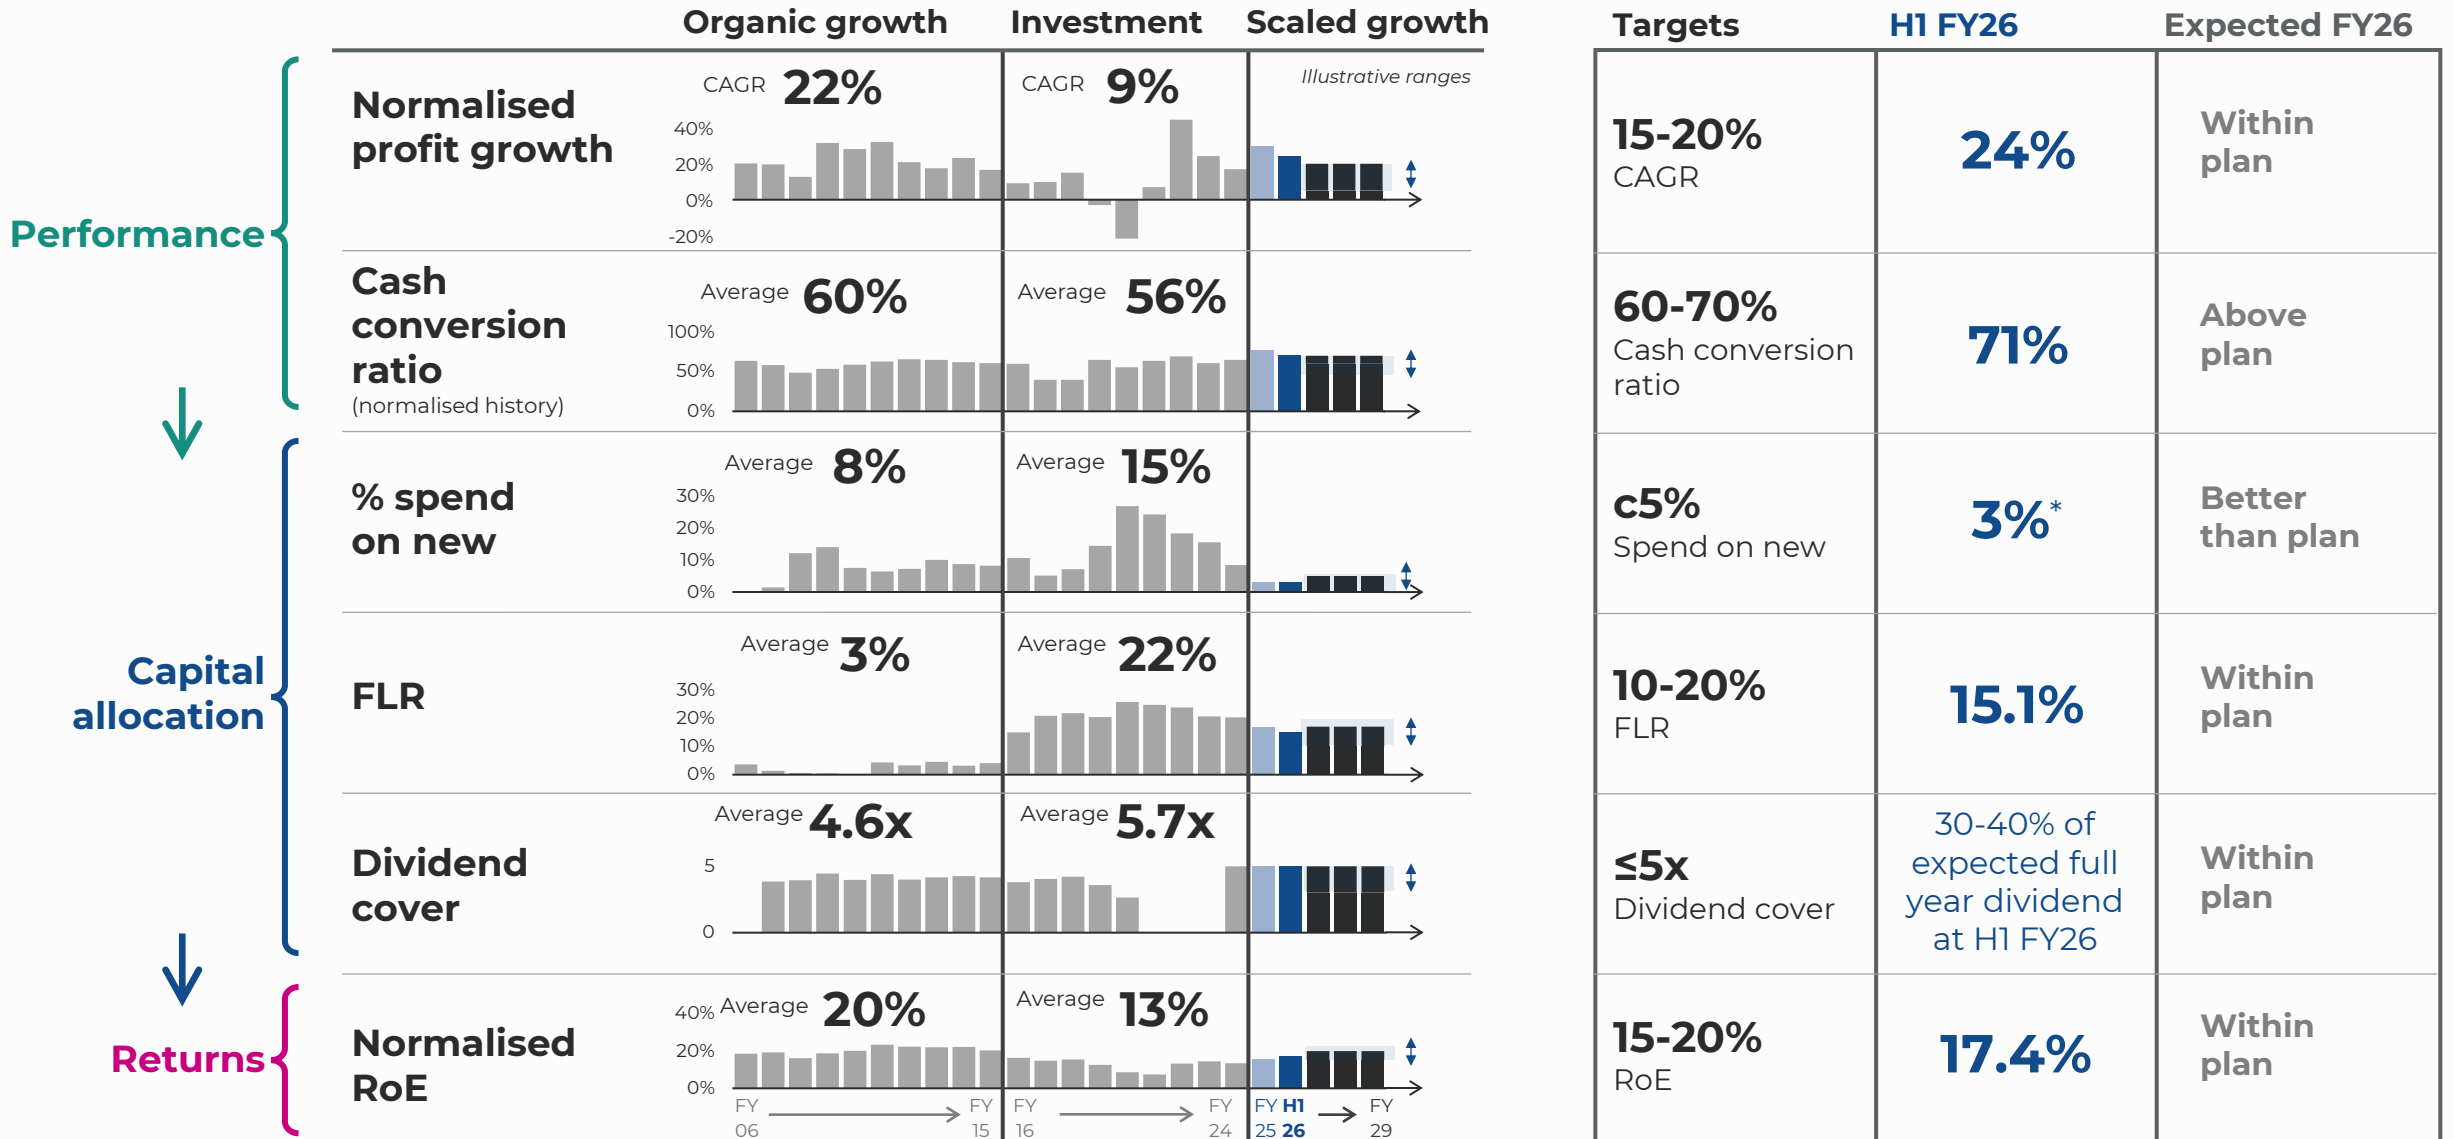 Organic growth
Investment
Scaled growth
Targets
H1 FY26
Expected FY26
Performance
Normalised
profit growth
CAGR 22%
CAGR 9%
Illustrative ranges
40%
20%
0%
-20%
15-20%
CAGR
24%
Within
plan
Cash
conversion
ratio
(normalised history)
Average 60%
Average 56%
100%
50%
0%
60-70%
Cash conversion
ratio
71%
Above
plan
Capital
allocation
% spend
on new
Average 8%
Average 15%
30%
20%
10%
0%
c5%
Spend on new
3%*
Better
than plan
FLR
Average 3%
Average 22%
30%
20%
10%
0%
10-20%
FLR
15.1%
Within
plan
Dividend
cover
Average 4.6x
Average 5.7x
5
0
≤5x
Dividend cover
30-40% of
expected full
year dividend
at H1 FY26
Within
plan
Returns
Normalised
RoE
Average 20%
Average 13%
40%
20%
0%
15-20%
RoE
17.4%
Within
plan
FY
06
FY
15
FY
16
FY
24
FY
25
H1
26
FY
29